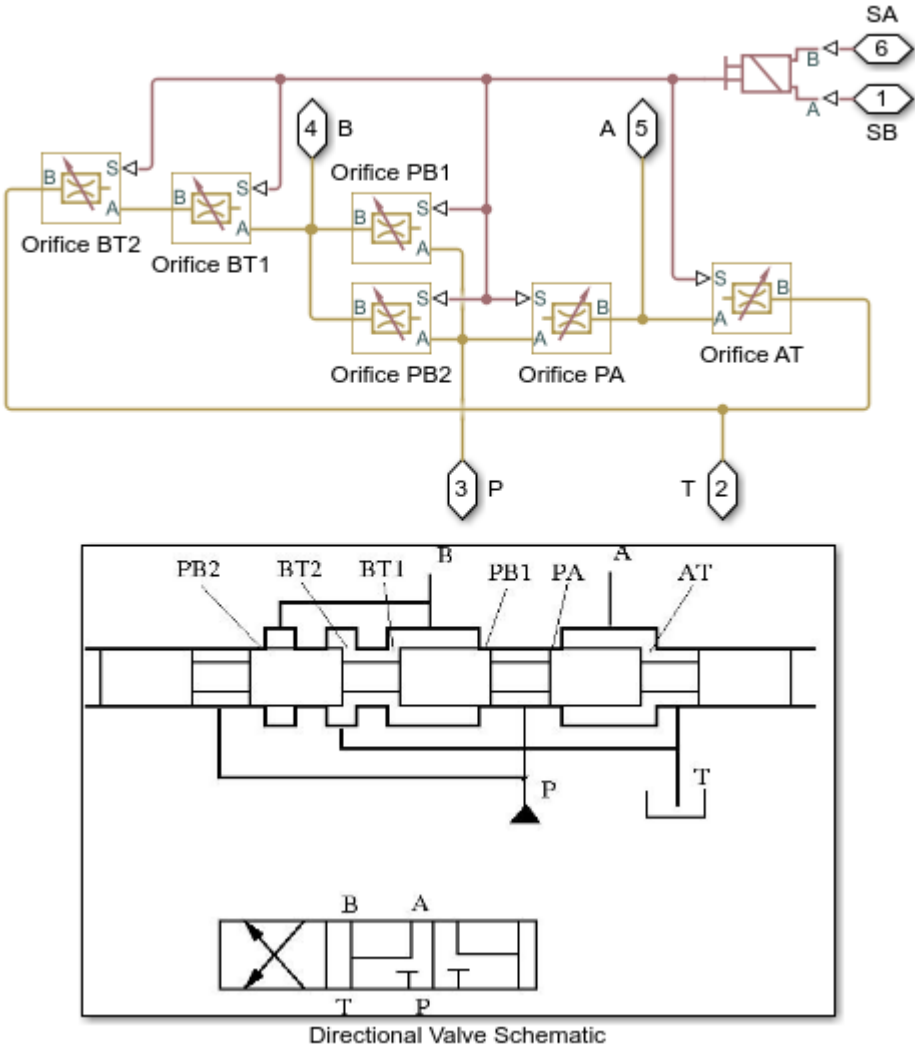 SA
B 6
4 B A 5 A 1
SB
B S Orifice PB1
A B S B S
Orifice BT2 A A S B
Orifice BT1 B S S B A
A A Orifice AT
Orifice PB2 Orifice PA
3 P T 2
B A
PB2 BT2 BT1 PB1 PA AT
P T
B A
T P
Directional Valve Schematic